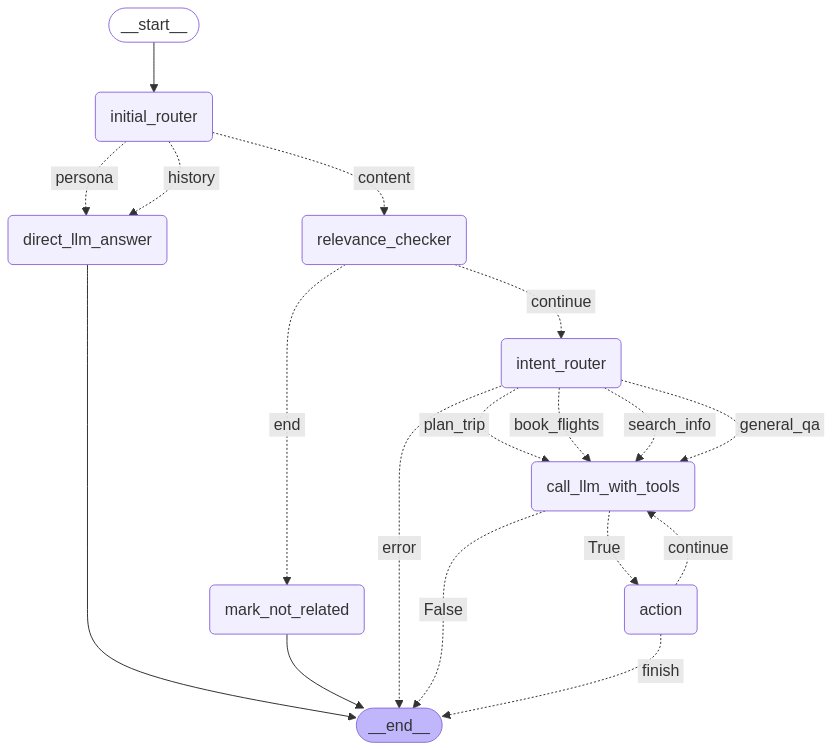 __start__
initial_router
persona
history
content
direct_llm_answer
relevance_checker
continue
intent_router
end
plan_trip
book_flights
search_info
general_qa
call_llm_with_tools
error
True
continue
mark_not_related
False
action
finish
__end__